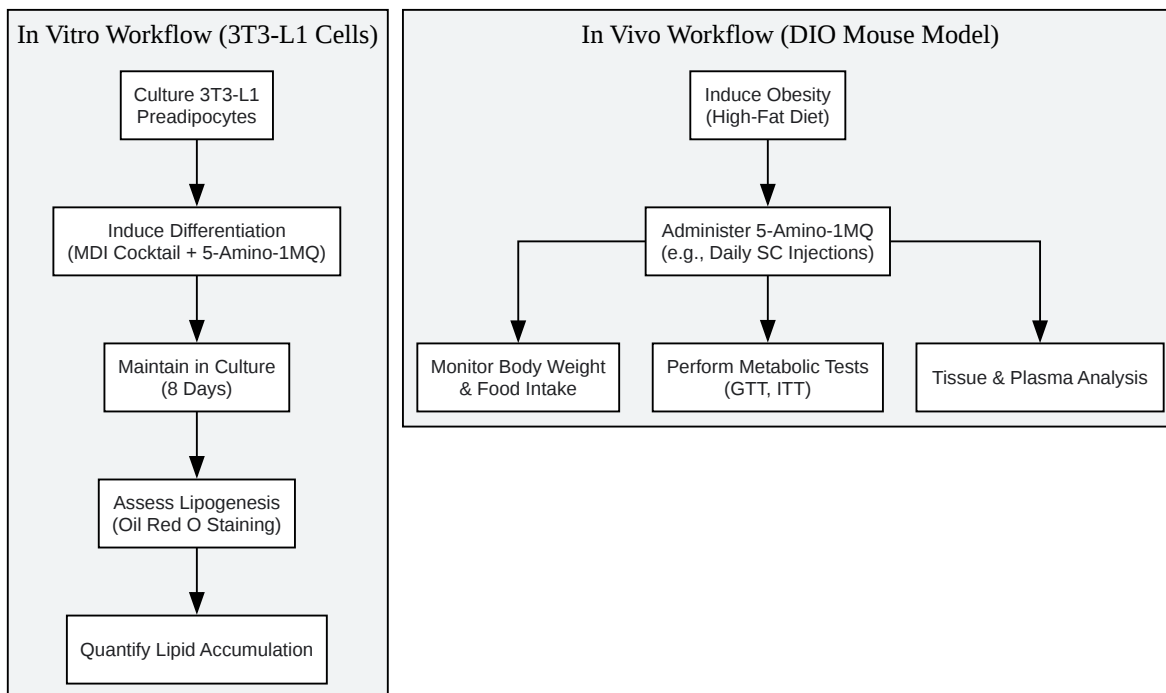 In Vitro Workflow (3T3-L1 Cells)
Culture 3T3-L1
Preadipocytes
Induce Differentiation
(MDI Cocktail + 5-Amino-1MQ)
Maintain in Culture
(8 Days)
Assess Lipogenesis
(Oil Red O Staining)
Quantify Lipid Accumulation
In Vivo Workflow (DIO Mouse Model)
Induce Obesity
(High-Fat Diet)
Administer 5-Amino-1MQ
(e.g., Daily SC Injections)
Monitor Body Weight
& Food Intake
Perform Metabolic Tests
(GTT, ITT)
Tissue & Plasma Analysis